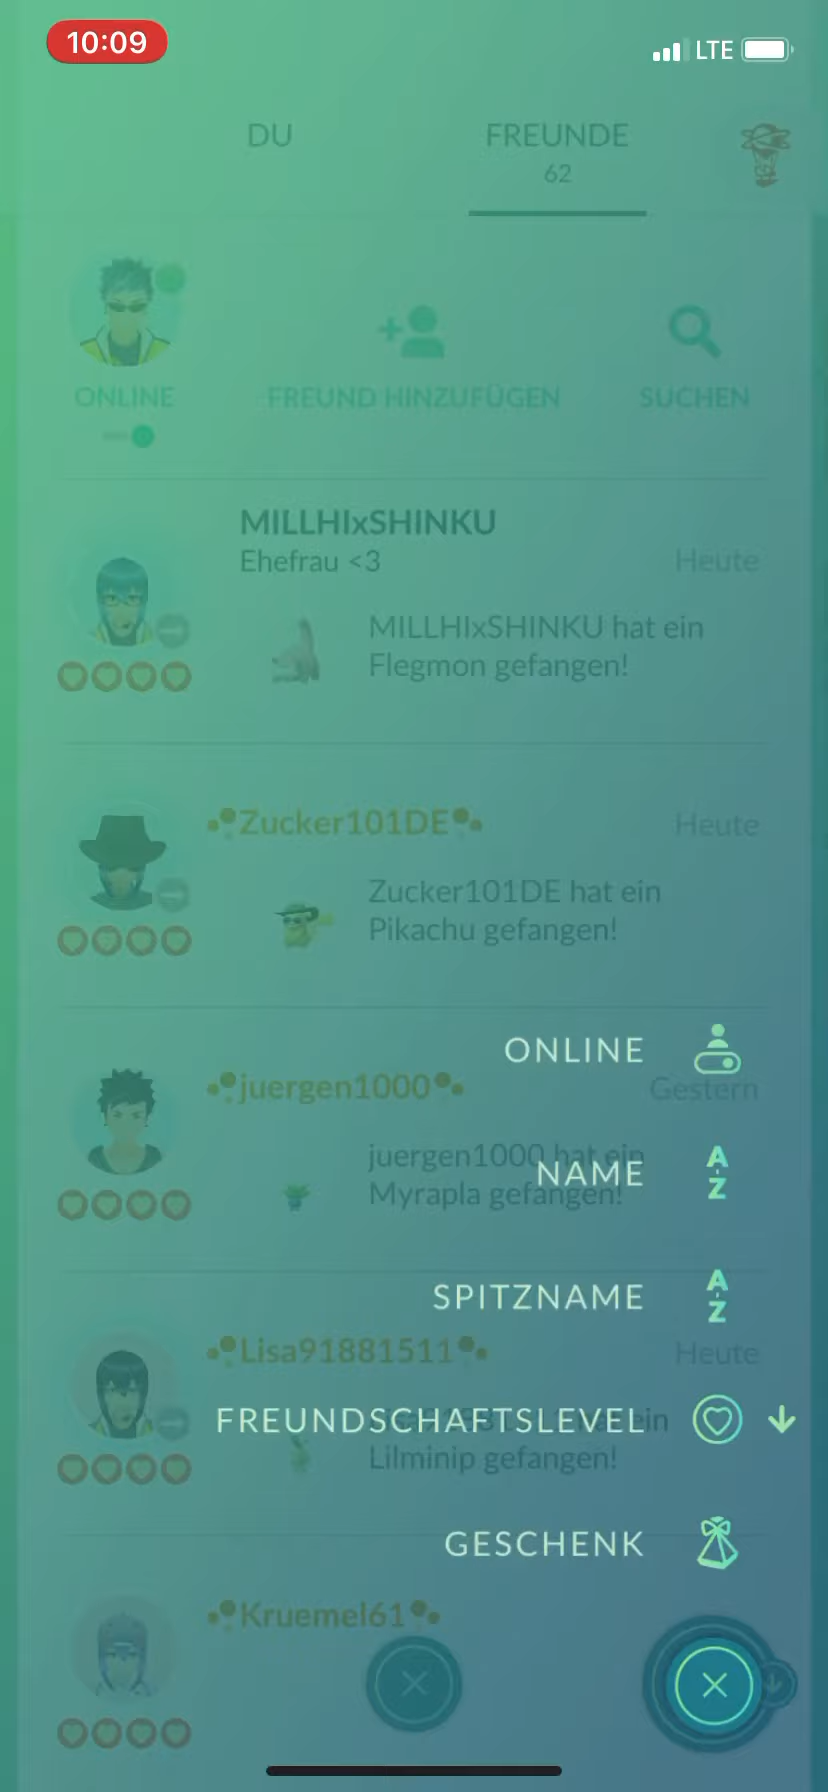 10:09
LTE
DU
FREUNDE
62
ONLINE
FREUND HINZUFÜGEN
SUCHEN
MILLHIxSHINKU
Ehefrau <3
Heute
MILLHIxSHINKU hat ein
Flegmon gefangen!
Zucker101DE
Heute
Zucker101DE hat ein
Pikachu gefangen!
ONLINE
juergen1000
Gestern
juergen1000 hat ein
NAME
A-Z
Myrapla gefangen!
SPITZNAME
A-Z
Lisa91881511
Heute
FREUNDSCHAFTSLEVEL
ein
Lilminip gefangen!
GESCHENK
Kruemel61